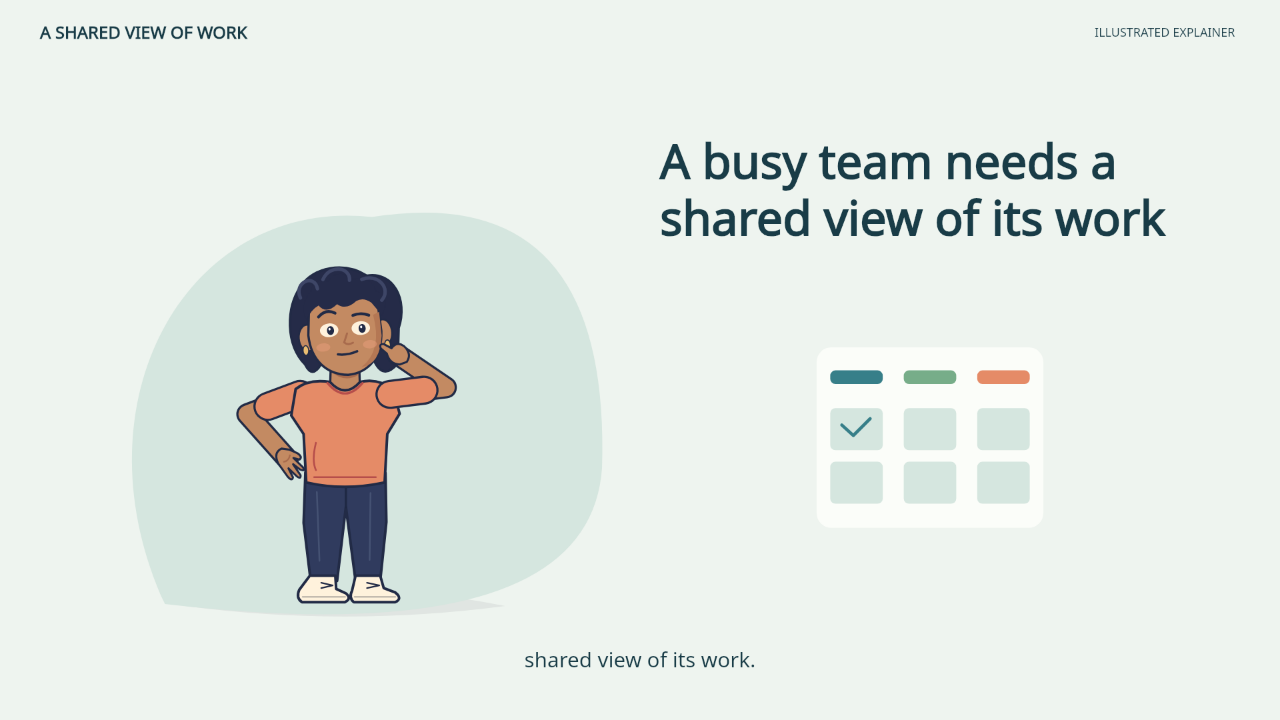 A SHARED VIEW OF WORK
ILLUSTRATED EXPLAINER
A busy team needs a
shared view of its work
shared view of its work.